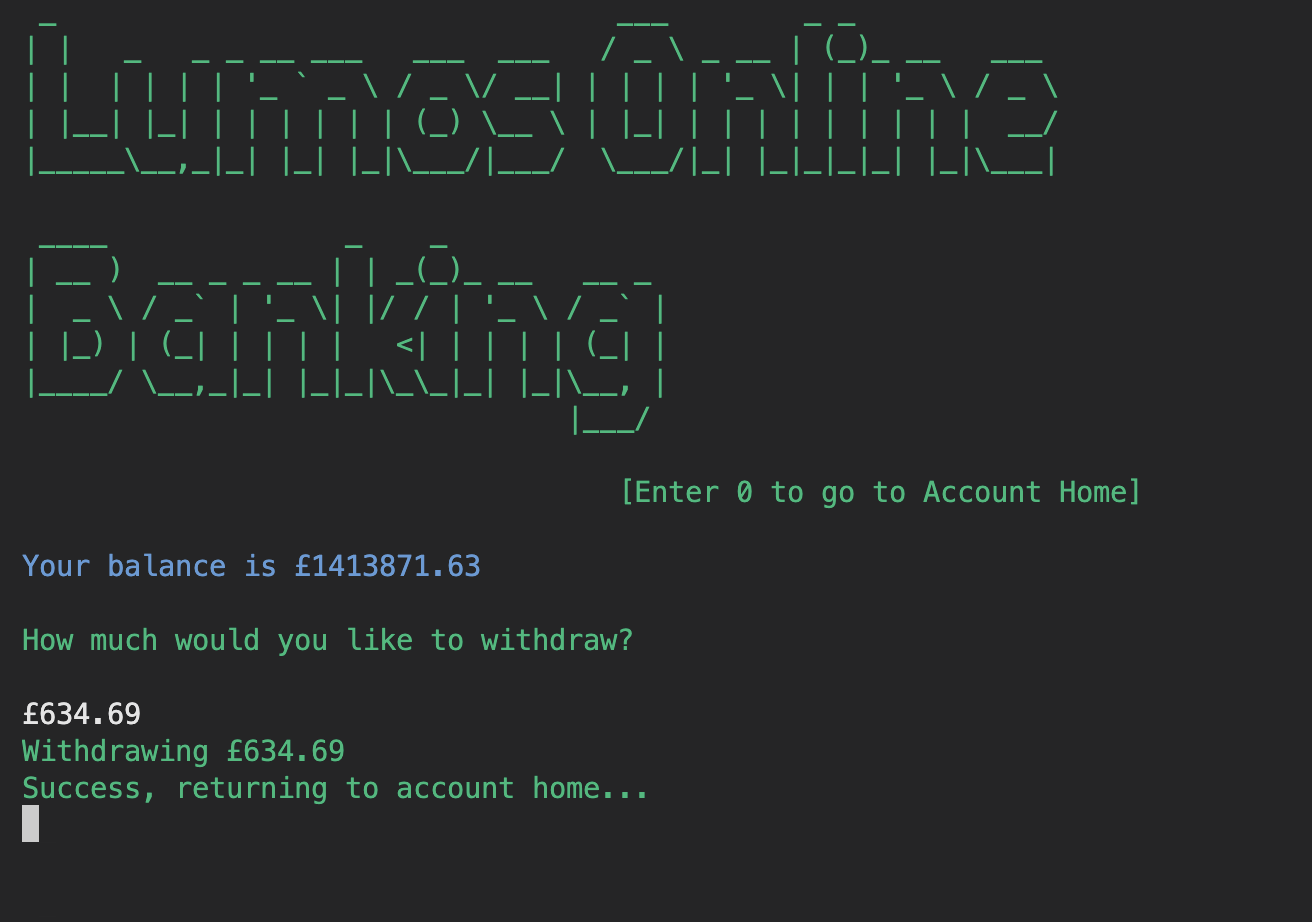 Lumos Online
Banking
[Enter 0 to go to Account Home]
Your balance is £1413871.63
How much would you like to withdraw?
£634.69
Withdrawing £634.69
Success, returning to account home...